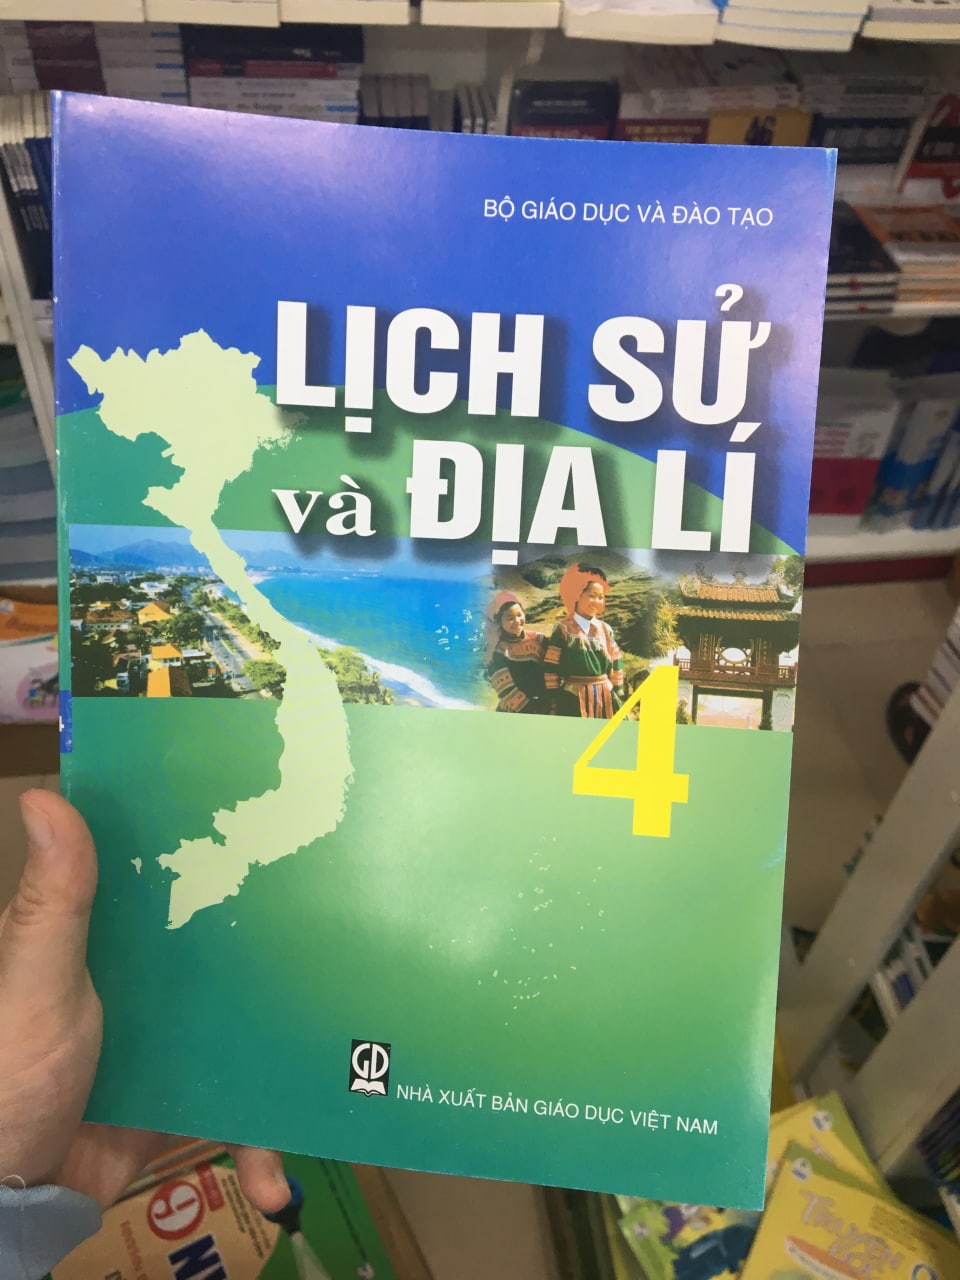 BỘ GIÁO DỤC VÀ ĐÀO TẠO
LỊCH SỬ
và ĐỊA LÍ
4
GD
NHÀ XUẤT BẢN GIÁO DỤC VIỆT NAM
9